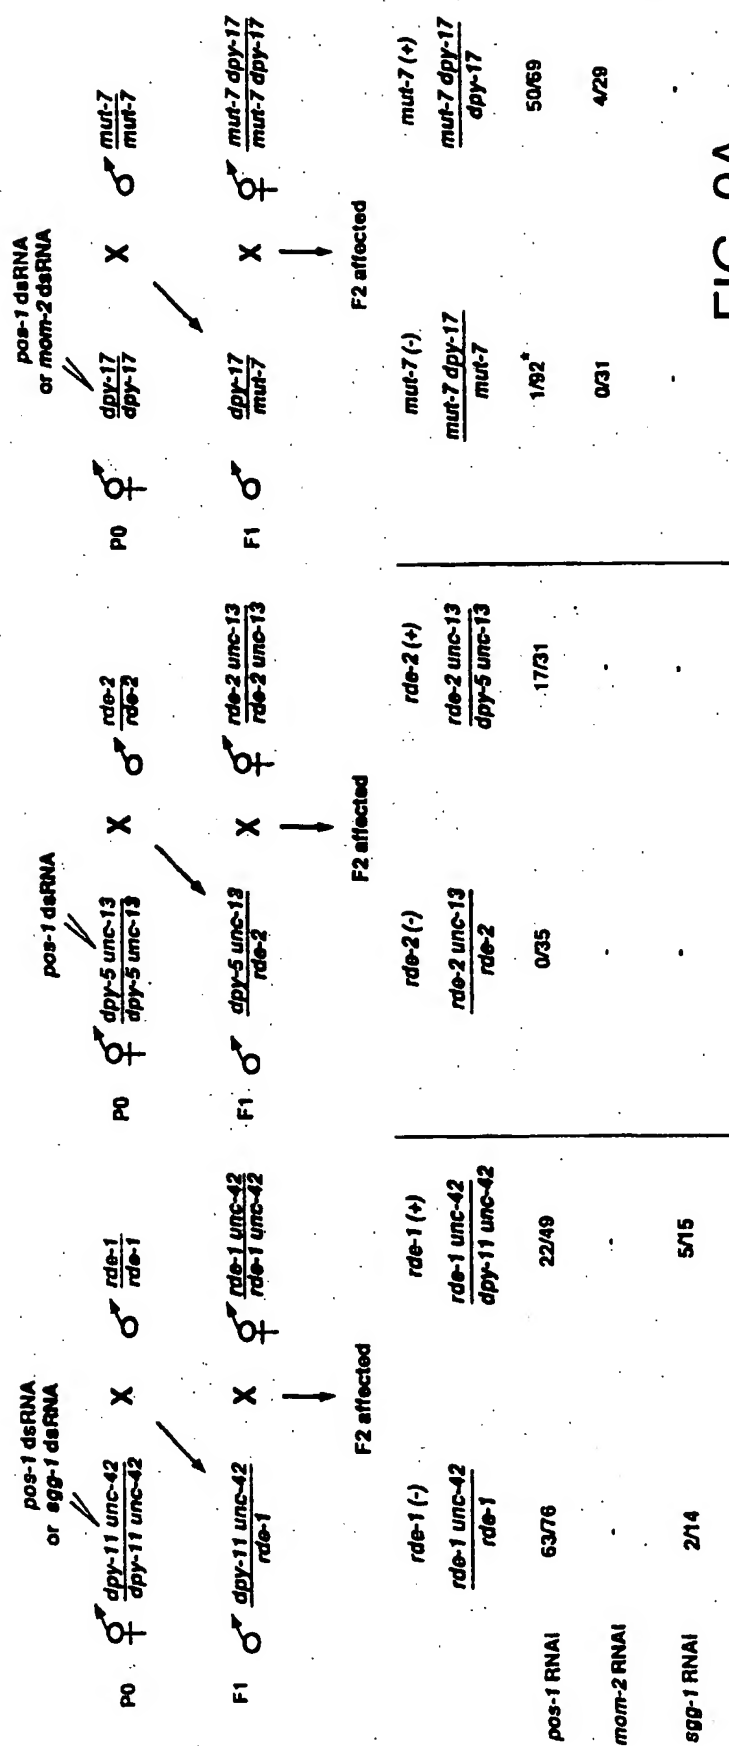 pos-1 dsRNA
or sgg-1 dsRNA
P0 ⚥ dpy-11 unc-42 X ♂ rde-1
dpy-11 unc-42 rde-1
F1 ♂ dpy-11 unc-42 X ⚥ rde-1 unc-42
rde-1 rde-1 unc-42
F2 affected
pos-1 dsRNA
P0 ⚥ dpy-5 unc-13 X ♂ rde-2
dpy-5 unc-13 rde-2
F1 ♂ dpy-5 unc-13 X ⚥ rde-2 unc-13
rde-2 rde-2 unc-13
F2 affected
pos-1 dsRNA
or mom-2 dsRNA
P0 ⚥ dpy-17 X ♂ mut-7
dpy-17 mut-7
F1 ♂ dpy-17 X ⚥ mut-7 dpy-17
mut-7 mut-7 dpy-17
F2 affected
rde-1 (-) rde-1 (+) rde-2 (-) rde-2 (+) mut-7 (-) mut-7 (+)
rde-1 unc-42 rde-1 unc-42 rde-2 unc-13 rde-2 unc-13 mut-7 dpy-17 mut-7 dpy-17
rde-1 dpy-11 unc-42 rde-2 dpy-5 unc-13 mut-7 dpy-17
pos-1 RNAi 63/76 22/49 0/35 17/31 1/92* 50/69
mom-2 RNAi - - - - 0/31 4/29
sgg-1 RNAi 2/14 5/15 - - - -